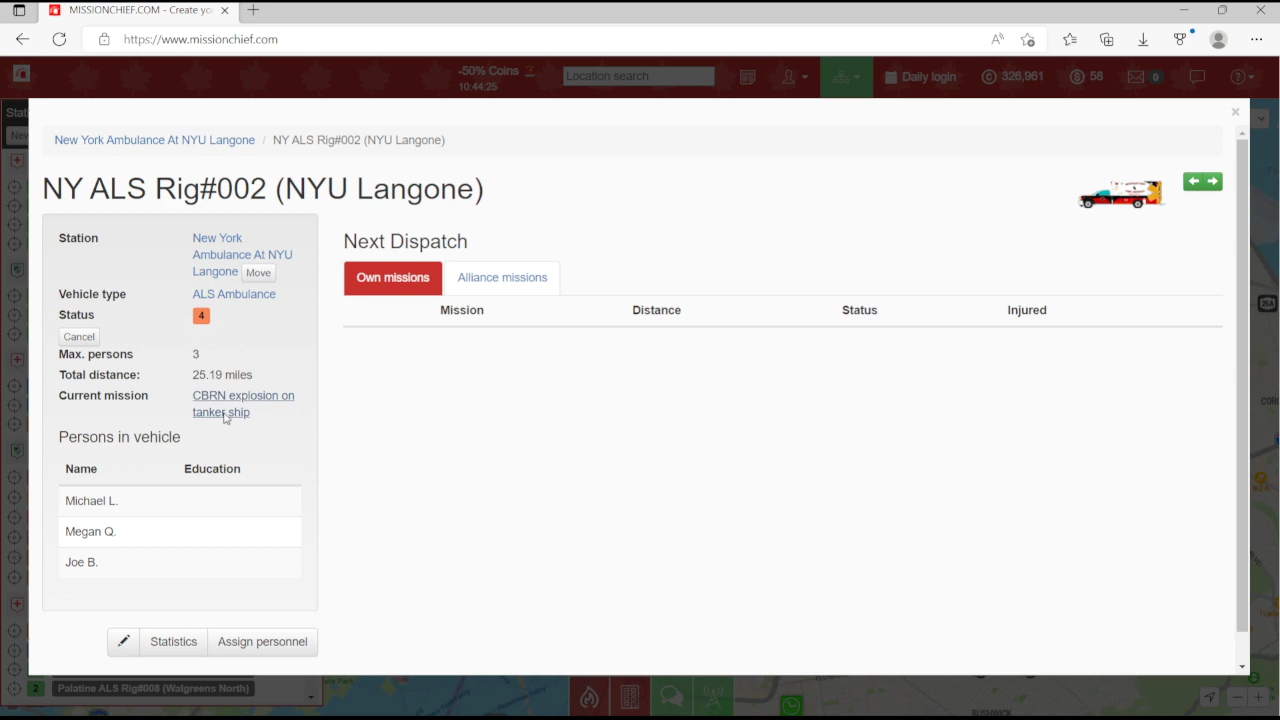 MISSIONCHIEF.COM - Create yo
https://www.missionchief.com
-50% Coins
10:44:25
Location search
Daily login
326,961
58
0
Stati
New
New York Ambulance At NYU Langone / NY ALS Rig#002 (NYU Langone)
NY ALS Rig#002 (NYU Langone)
Station
New York
Ambulance At NYU
Langone Move
Vehicle type ALS Ambulance
Status 4
Cancel
Max. persons 3
Total distance: 25.19 miles
Current mission CBRN explosion on
tanker ship
Persons in vehicle
Name Education
Michael L.
Megan Q.
Joe B.
Statistics
Assign personnel
Next Dispatch
Own missions
Alliance missions
Mission Distance Status Injured
2 Palatine ALS Rig#008 (Walgreens North)
BUSHWICK